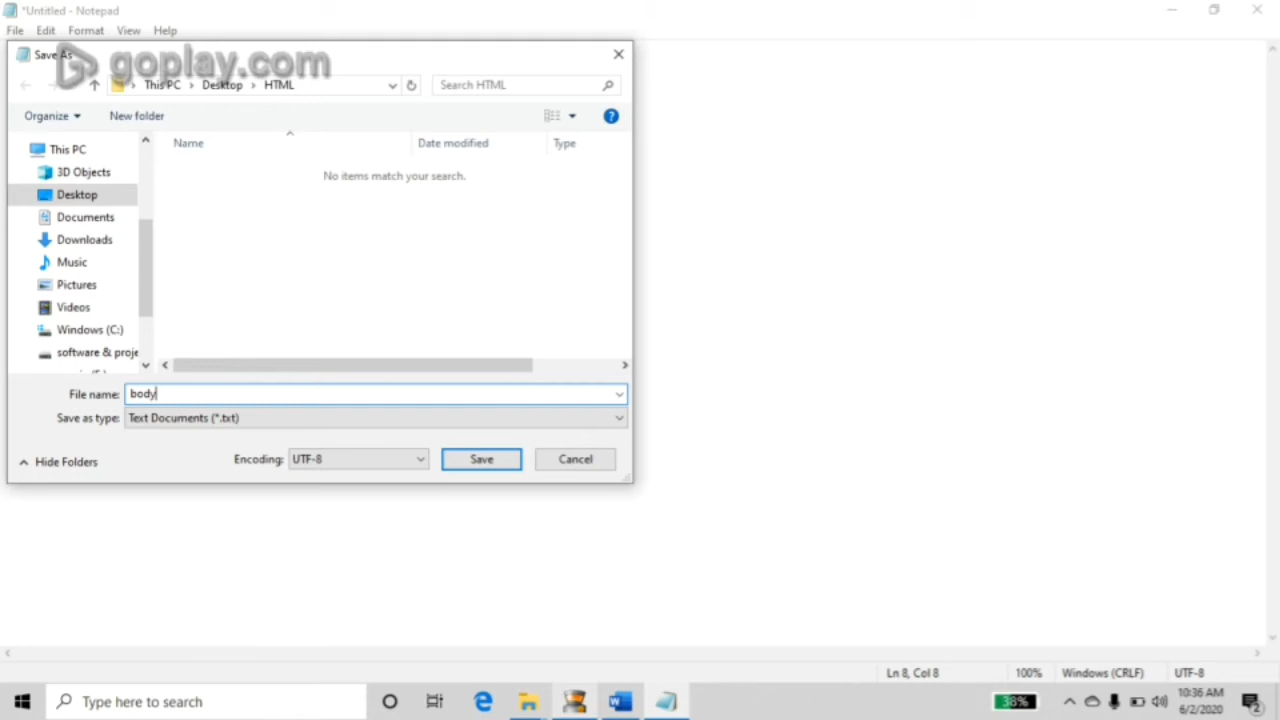 *Untitled - Notepad
File Edit Format View Help
Save As
goplay.com
This PC > Desktop > HTML
Search HTML
Organize New folder
Name Date modified Type
No items match your search.
This PC
3D Objects
Desktop
Documents
Downloads
Music
Pictures
Videos
Windows (C:)
software & proje
File name: body
Save as type: Text Documents (*.txt)
Hide Folders Encoding: UTF-8 Save Cancel
Ln 8, Col 8 100% Windows (CRLF) UTF-8
Type here to search
38%
10:36 AM
6/2/2020
2